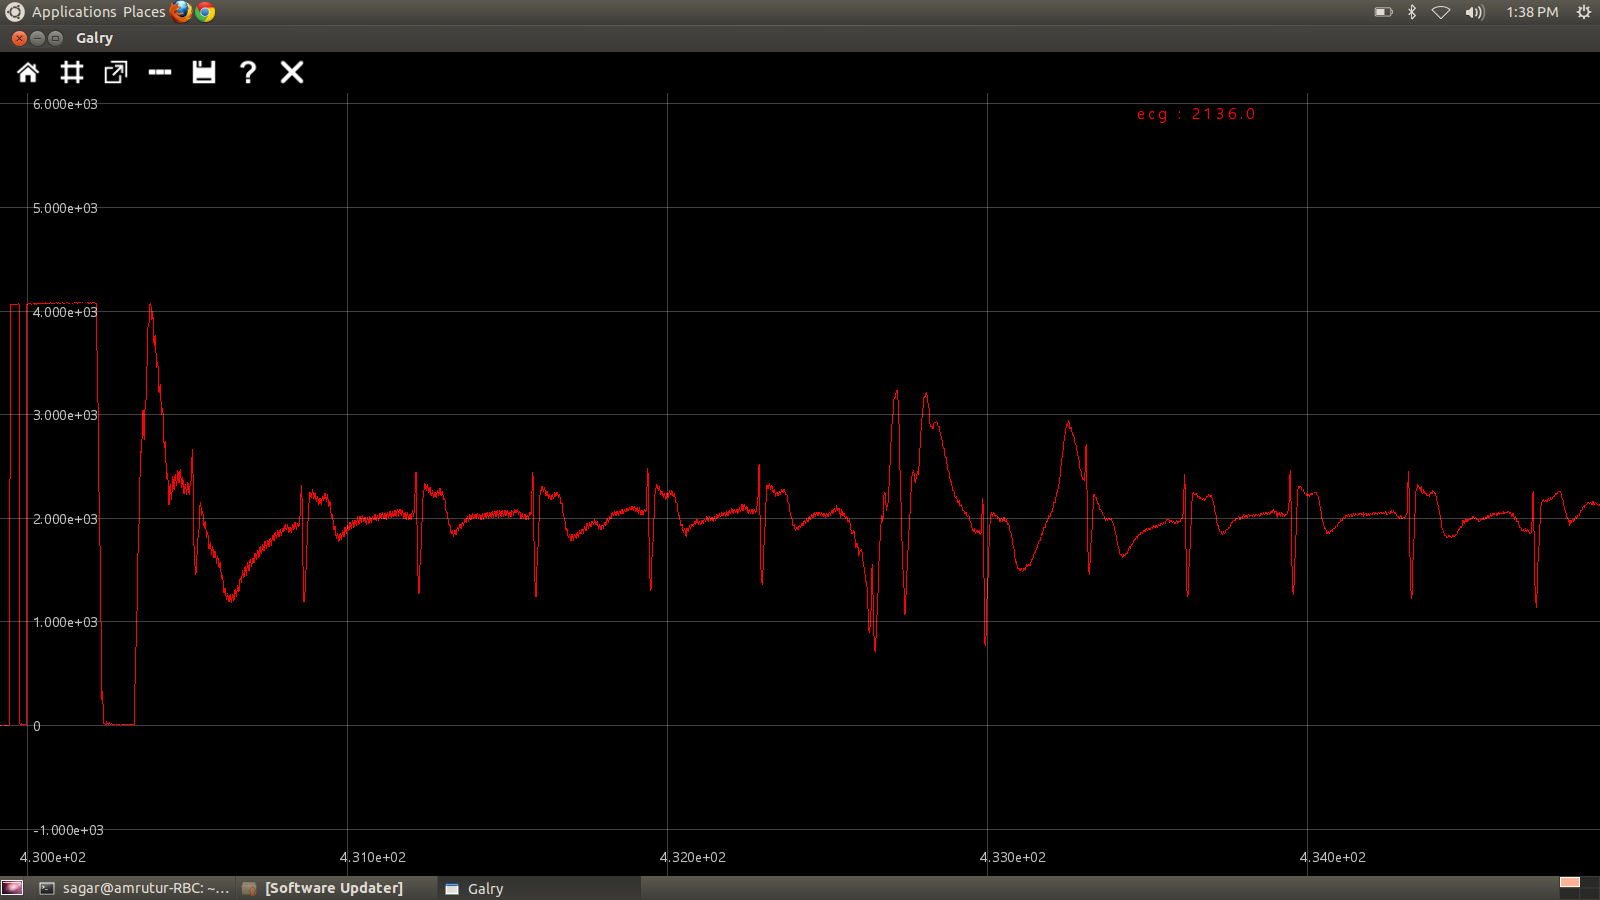 Applications Places 1:38 PM
Galry
6.000e+03
ecg : 2136.0
5.000e+03
4.000e+03
3.000e+03
2.000e+03
1.000e+03
0
-1.000e+03
4.300e+02 4.310e+02 4.320e+02 4.330e+02 4.340e+02
sagar@amrutur-RBC: ~... [Software Updater] Galry